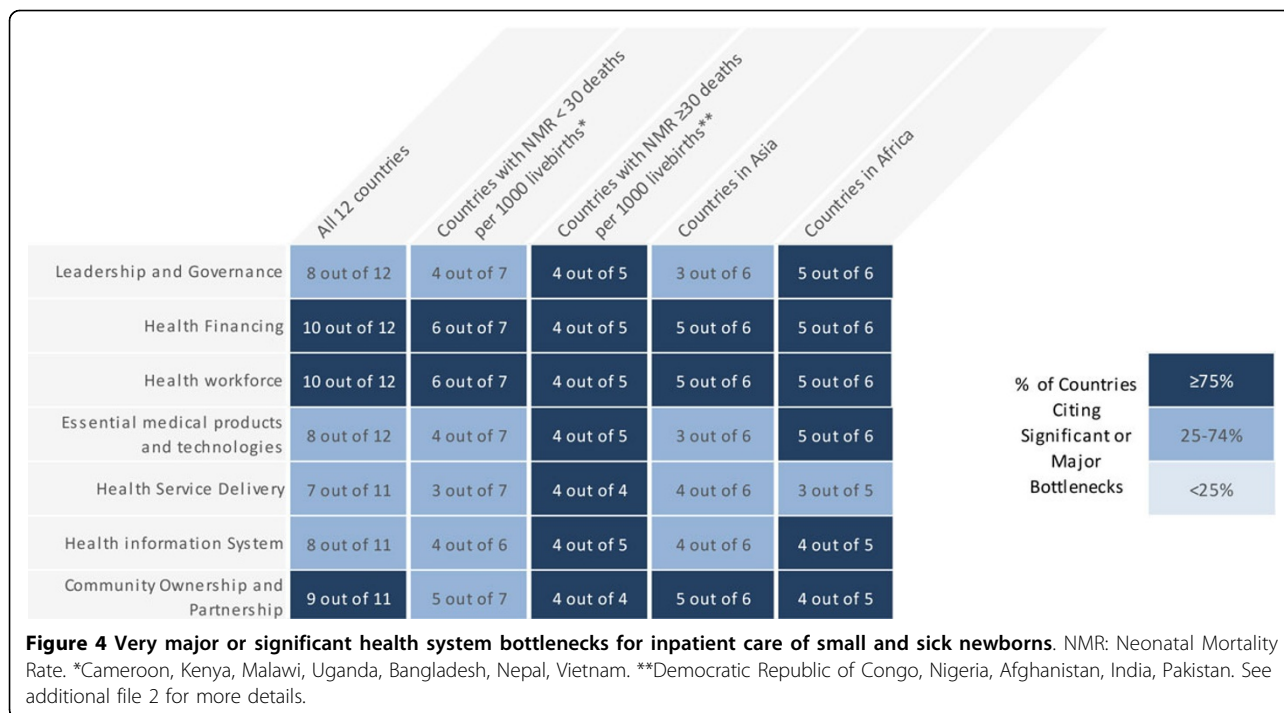 All 12 countries
Countries with NMR < 30 deaths
per 1000 livebirths*
Countries with NMR ≥30 deaths
per 1000 livebirths**
Countries in Asia
Countries in Africa
Leadership and Governance 8 out of 12 4 out of 7 4 out of 5 3 out of 6 5 out of 6
Health Financing 10 out of 12 6 out of 7 4 out of 5 5 out of 6 5 out of 6
Health workforce 10 out of 12 6 out of 7 4 out of 5 5 out of 6 5 out of 6
Essential medical products
and technologies 8 out of 12 4 out of 7 4 out of 5 3 out of 6 5 out of 6
Health Service Delivery 7 out of 11 3 out of 7 4 out of 4 4 out of 6 3 out of 5
Health information System 8 out of 11 4 out of 6 4 out of 5 4 out of 6 4 out of 5
Community Ownership and
Partnership 9 out of 11 5 out of 7 4 out of 4 5 out of 6 4 out of 5
% of Countries
Citing
Significant or
Major
Bottlenecks
≥75%
25-74%
<25%
Figure 4 Very major or significant health system bottlenecks for inpatient care of small and sick newborns. NMR: Neonatal Mortality
Rate. *Cameroon, Kenya, Malawi, Uganda, Bangladesh, Nepal, Vietnam. **Democratic Republic of Congo, Nigeria, Afghanistan, India, Pakistan. See
additional file 2 for more details.